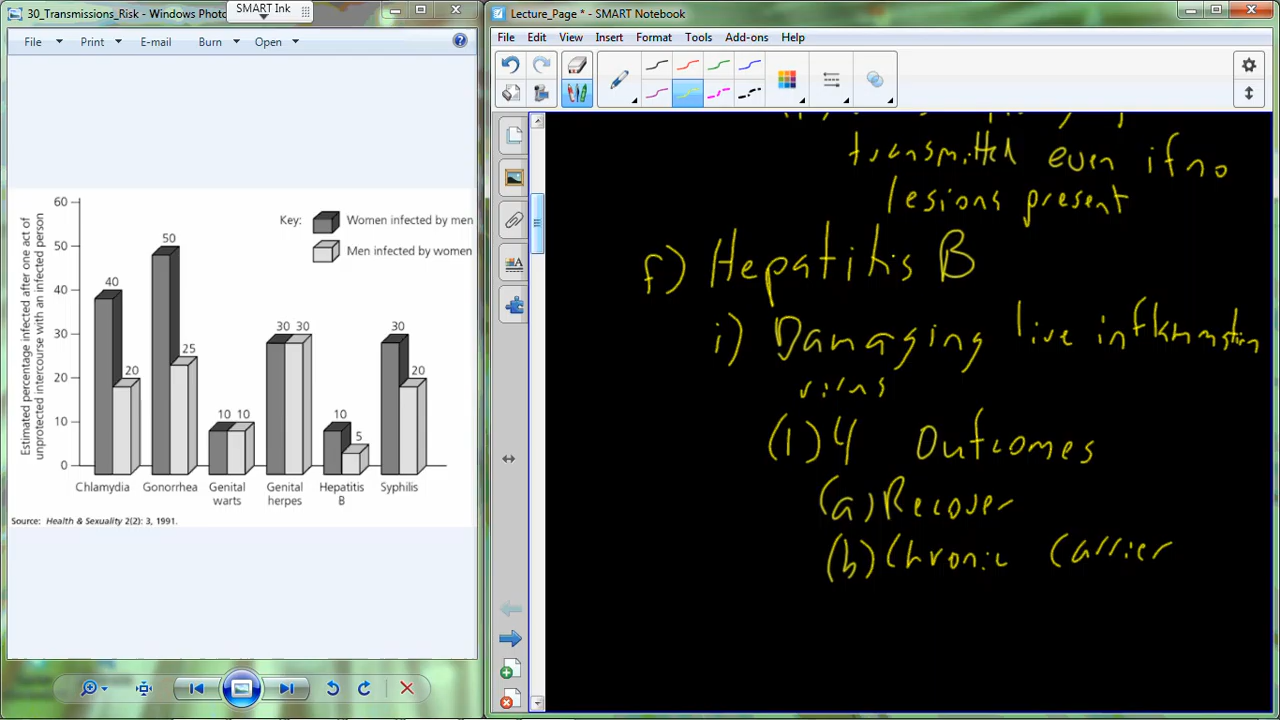 30_Transmissions_Risk - Windows Photo
SMART Ink
File Print E-mail Burn Open
60
50
40
30
20
10
0
Estimated percentage infected after one act of
unprotected intercourse with an infected person
Key: Women infected by men
Men infected by women
40
20
50
25
10 10
30 30
10
5
30
20
Chlamydia
Gonorrhea
Genital
warts
Genital
herpes
Hepatitis
B
Syphilis
Source: Health & Sexuality 2(2): 3, 1991.
Lecture_Page * - SMART Notebook
File Edit View Insert Format Tools Add-ons Help
transmitted even if no
lesions present
f) Hepatitis B
i) Damaging live inflammation
virus
(1) 4 Outcomes
(a) Recover
(b) Chronic Carrier